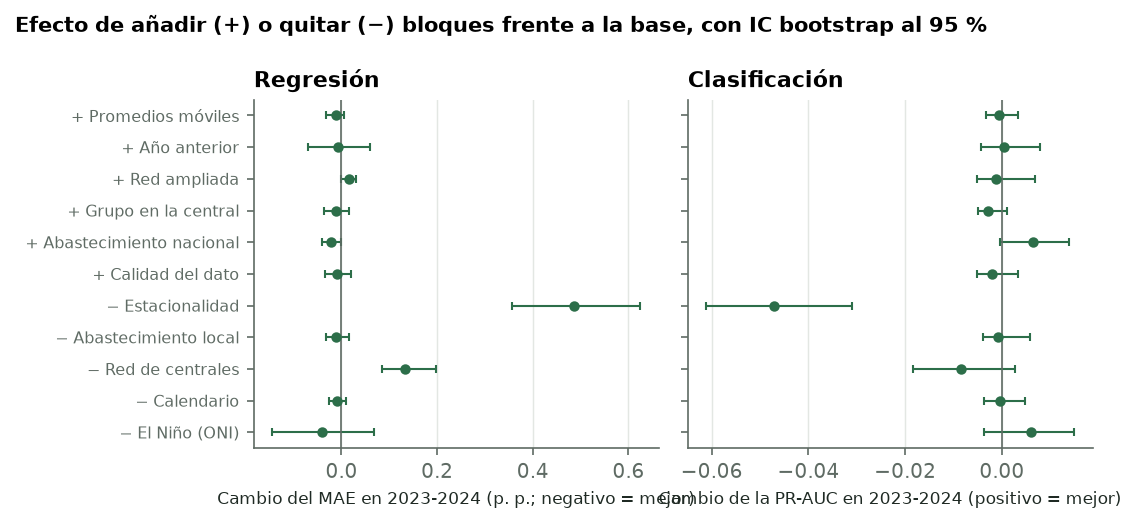 Efecto de añadir (+) o quitar (−) bloques frente a la base, con IC bootstrap al 95 %
Regresión
Clasificación
+ Promedios móviles
+ Año anterior
+ Red ampliada
+ Grupo en la central
+ Abastecimiento nacional
+ Calidad del dato
− Estacionalidad
− Abastecimiento local
− Red de centrales
− Calendario
− El Niño (ONI)
0.0 0.2 0.4 0.6
−0.06 −0.04 −0.02 0.00
Cambio del MAE en 2023-2024 (p. p.; negativo = mejor)
Cambio de la PR-AUC en 2023-2024 (positivo = mejor)